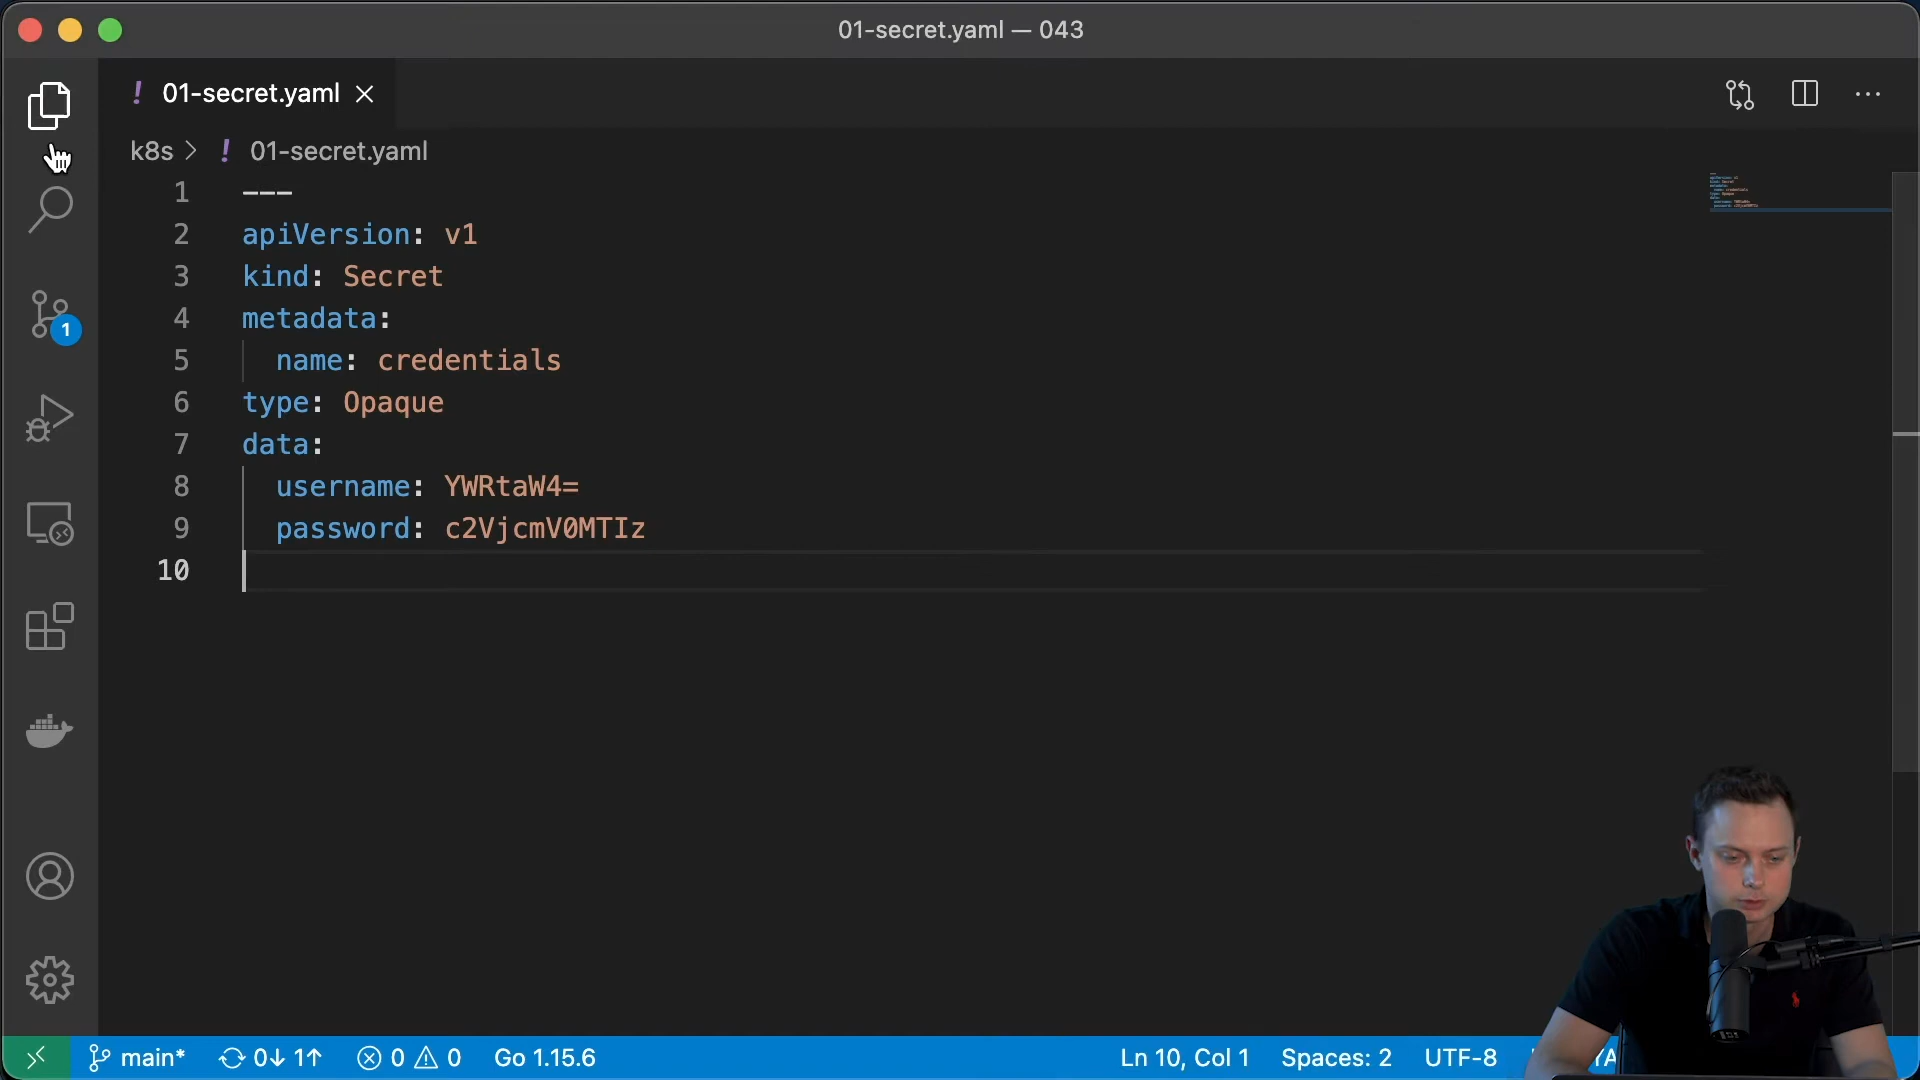 01-secret.yaml — 043
! 01-secret.yaml
k8s > ! 01-secret.yaml
1 ---
2 apiVersion: v1
3 kind: Secret
4 metadata:
5 name: credentials
6 type: Opaque
7 data:
8 username: YWRtaW4=
9 password: c2VjcmV0MTIz
10
1
main* 0↓ 1↑ 0 0 Go 1.15.6 Ln 10, Col 1 Spaces: 2 UTF-8